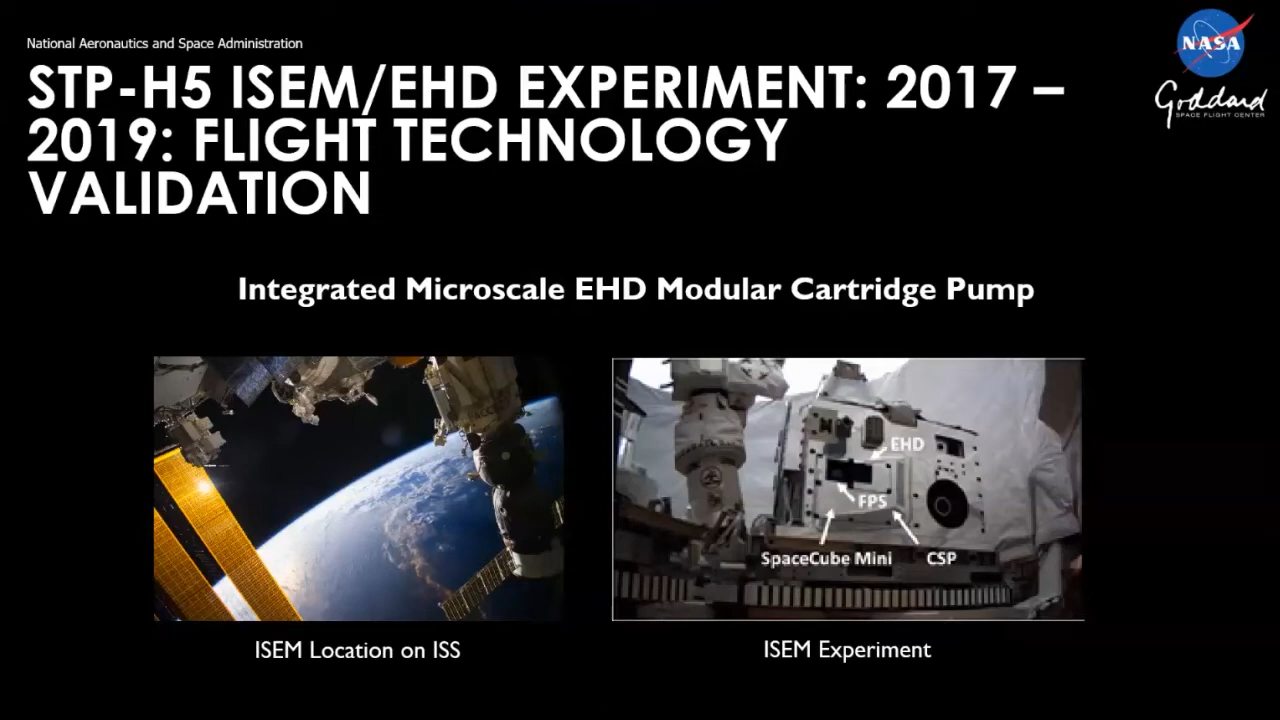 National Aeronautics and Space Administration
STP-H5 ISEM/EHD EXPERIMENT: 2017 –
2019: FLIGHT TECHNOLOGY
VALIDATION
NASA
Goddard
SPACE FLIGHT CENTER
Integrated Microscale EHD Modular Cartridge Pump
EHD
FPS
SpaceCube Mini
CSP
ISEM Location on ISS
ISEM Experiment